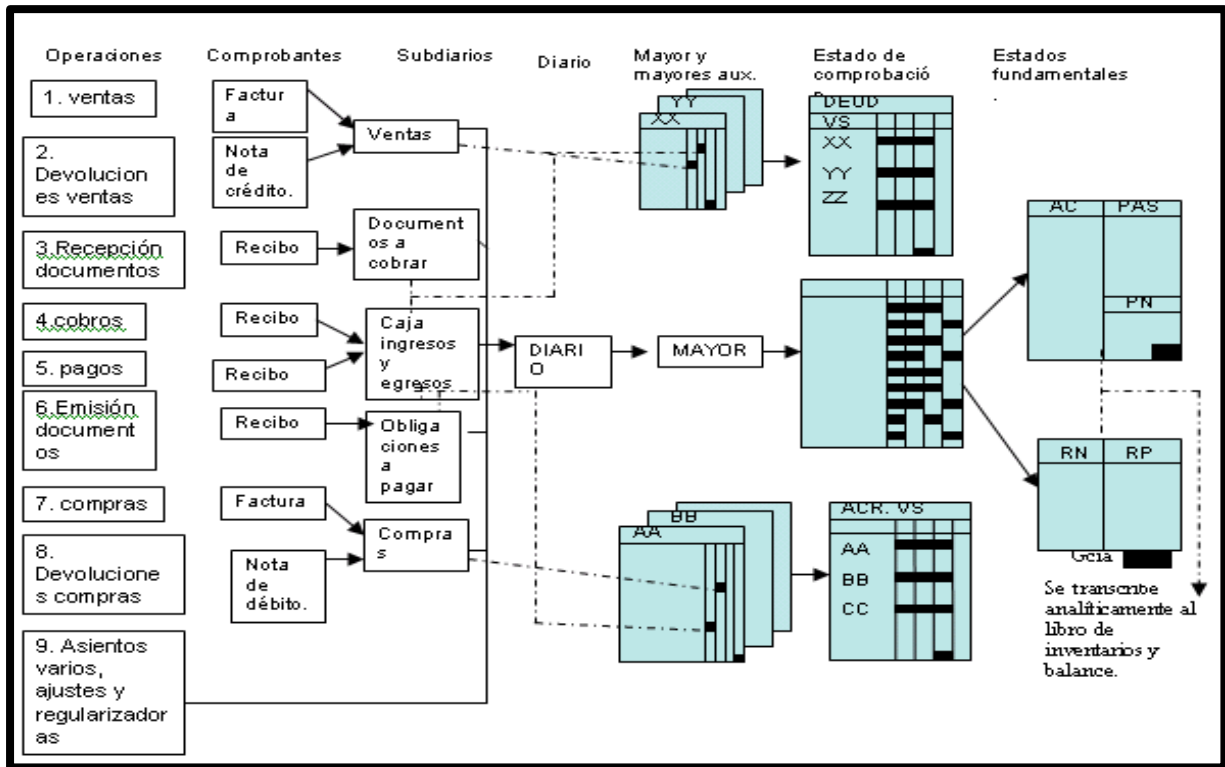 Operaciones
Comprobantes
Subdiarios
Diario
Mayor y
mayores aux.
Estado de
comprobació
Estados
fundamentales
.
1. ventas
2.
Devolucion
es ventas
3.Recepción
documentos
4.cobros
5. pagos
6.Emisión
document
os
7. compras
8.
Devolucione
s compras
9. Asientos
varios,
ajustes y
regularizador
as
Factur
a
Nota
de
crédito.
Recibo
Recibo
Recibo
Recibo
Factura
Nota
de
débito.
Ventas
Document
os a
cobrar
Caja
ingresos
y
egresos
Obliga
ciones
a
pagar
Compra
s
DIARI
O
MAYOR
YY
XX
BB
AA
DEUD
VS
XX
YY
ZZ
ACR. VS
AA
BB
CC
AC
PAS
PN
RN
RP
Gcia
Se transcribe
analíticamente al
libro de
inventarios y
balance.